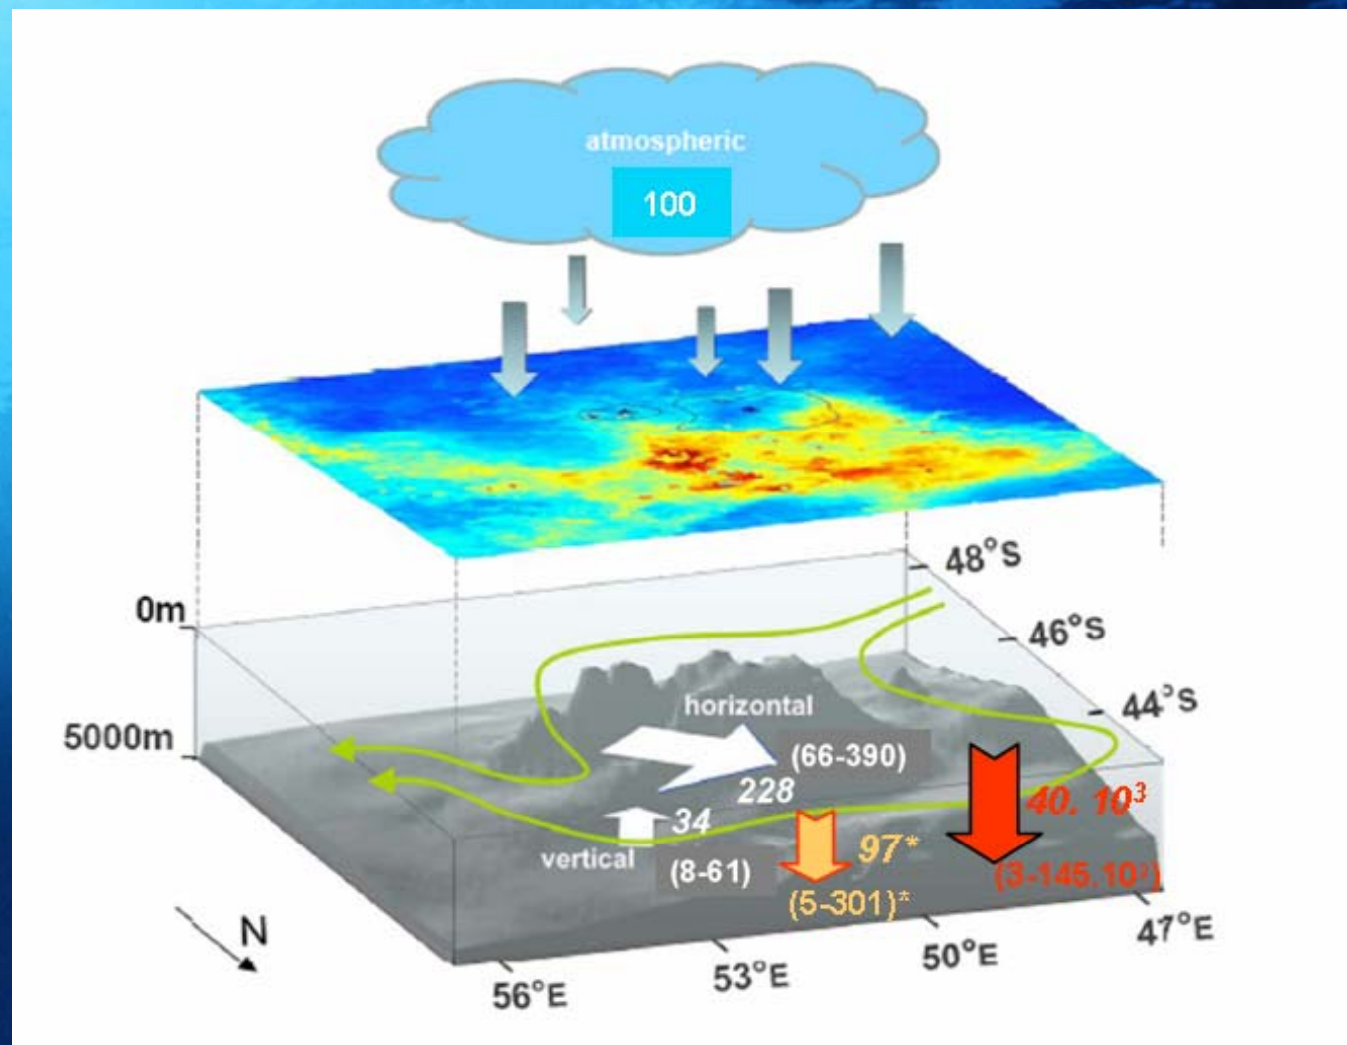 atmospheric
100
48°S
0m
46°S
44°S
horizontal
5000m
(66-390)
228
40. 10³
34
97*
vertical
(8-61)
(3-145.10³)
(5-301)*
N
47°E
50°E
53°E
56°E